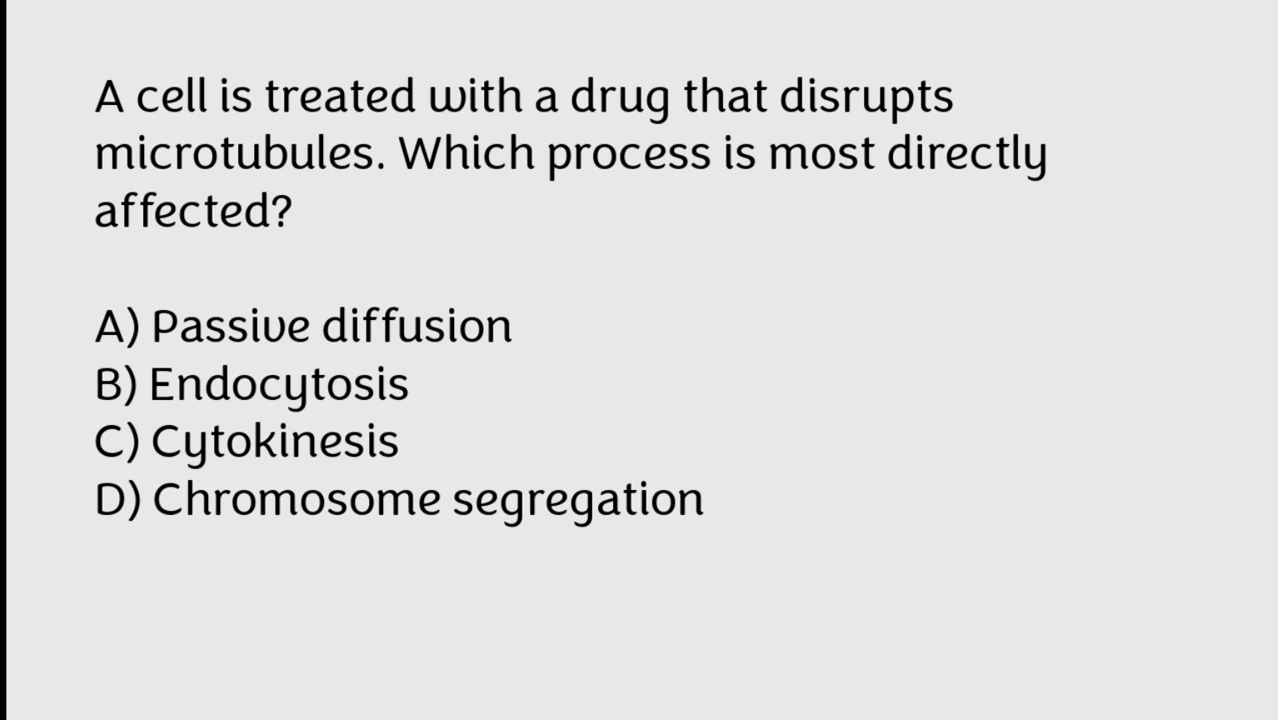 A cell is treated with a drug that disrupts
microtubules. Which process is most directly
affected?
A) Passive diffusion
B) Endocytosis
C) Cytokinesis
D) Chromosome segregation